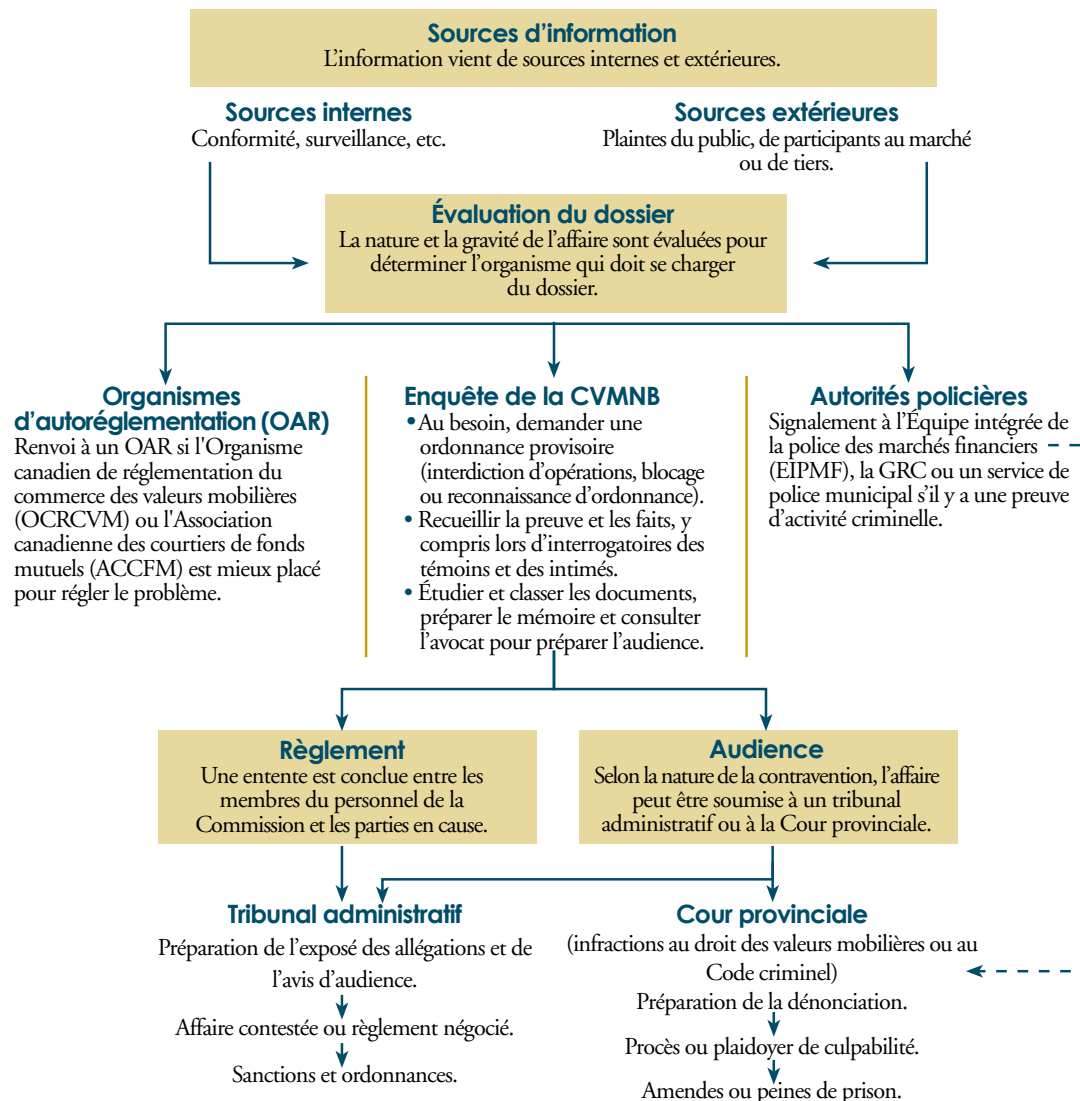 Sources d’information
L’information vient de sources internes et extérieures.
Sources internes
Conformité, surveillance, etc.
Sources extérieures
Plaintes du public, de participants au marché
ou de tiers.
Évaluation du dossier
La nature et la gravité de l’affaire sont évaluées pour
déterminer l’organisme qui doit se charger
du dossier.
Organismes
d’autoréglementation (OAR)
Renvoi à un OAR si l'Organisme
canadien de réglementation du
commerce des valeurs mobilières
(OCRCVM) ou l'Association
canadienne des courtiers de fonds
mutuels (ACCFM) est mieux placé
pour régler le problème.
Enquête de la CVMNB
• Au besoin, demander une
ordonnance provisoire
(interdiction d’opérations, blocage
ou reconnaissance d’ordonnance).
• Recueillir la preuve et les faits, y
compris lors d’interrogatoires des
témoins et des intimés.
• Étudier et classer les documents,
préparer le mémoire et consulter
l’avocat pour préparer l’audience.
Autorités policières
Signalement à l’Équipe intégrée de
la police des marchés financiers
(EIPMF), la GRC ou un service de
police municipal s’il y a une preuve
d’activité criminelle.
Règlement
Une entente est conclue entre les
membres du personnel de la
Commission et les parties en cause.
Audience
Selon la nature de la contravention, l’affaire
peut être soumise à un tribunal
administratif ou à la Cour provinciale.
Tribunal administratif
Préparation de l’exposé des allégations et de
l’avis d’audience.
Affaire contestée ou règlement négocié.
Sanctions et ordonnances.
Cour provinciale
(infractions au droit des valeurs mobilières ou au
Code criminel)
Préparation de la dénonciation.
Procès ou plaidoyer de culpabilité.
Amendes ou peines de prison.